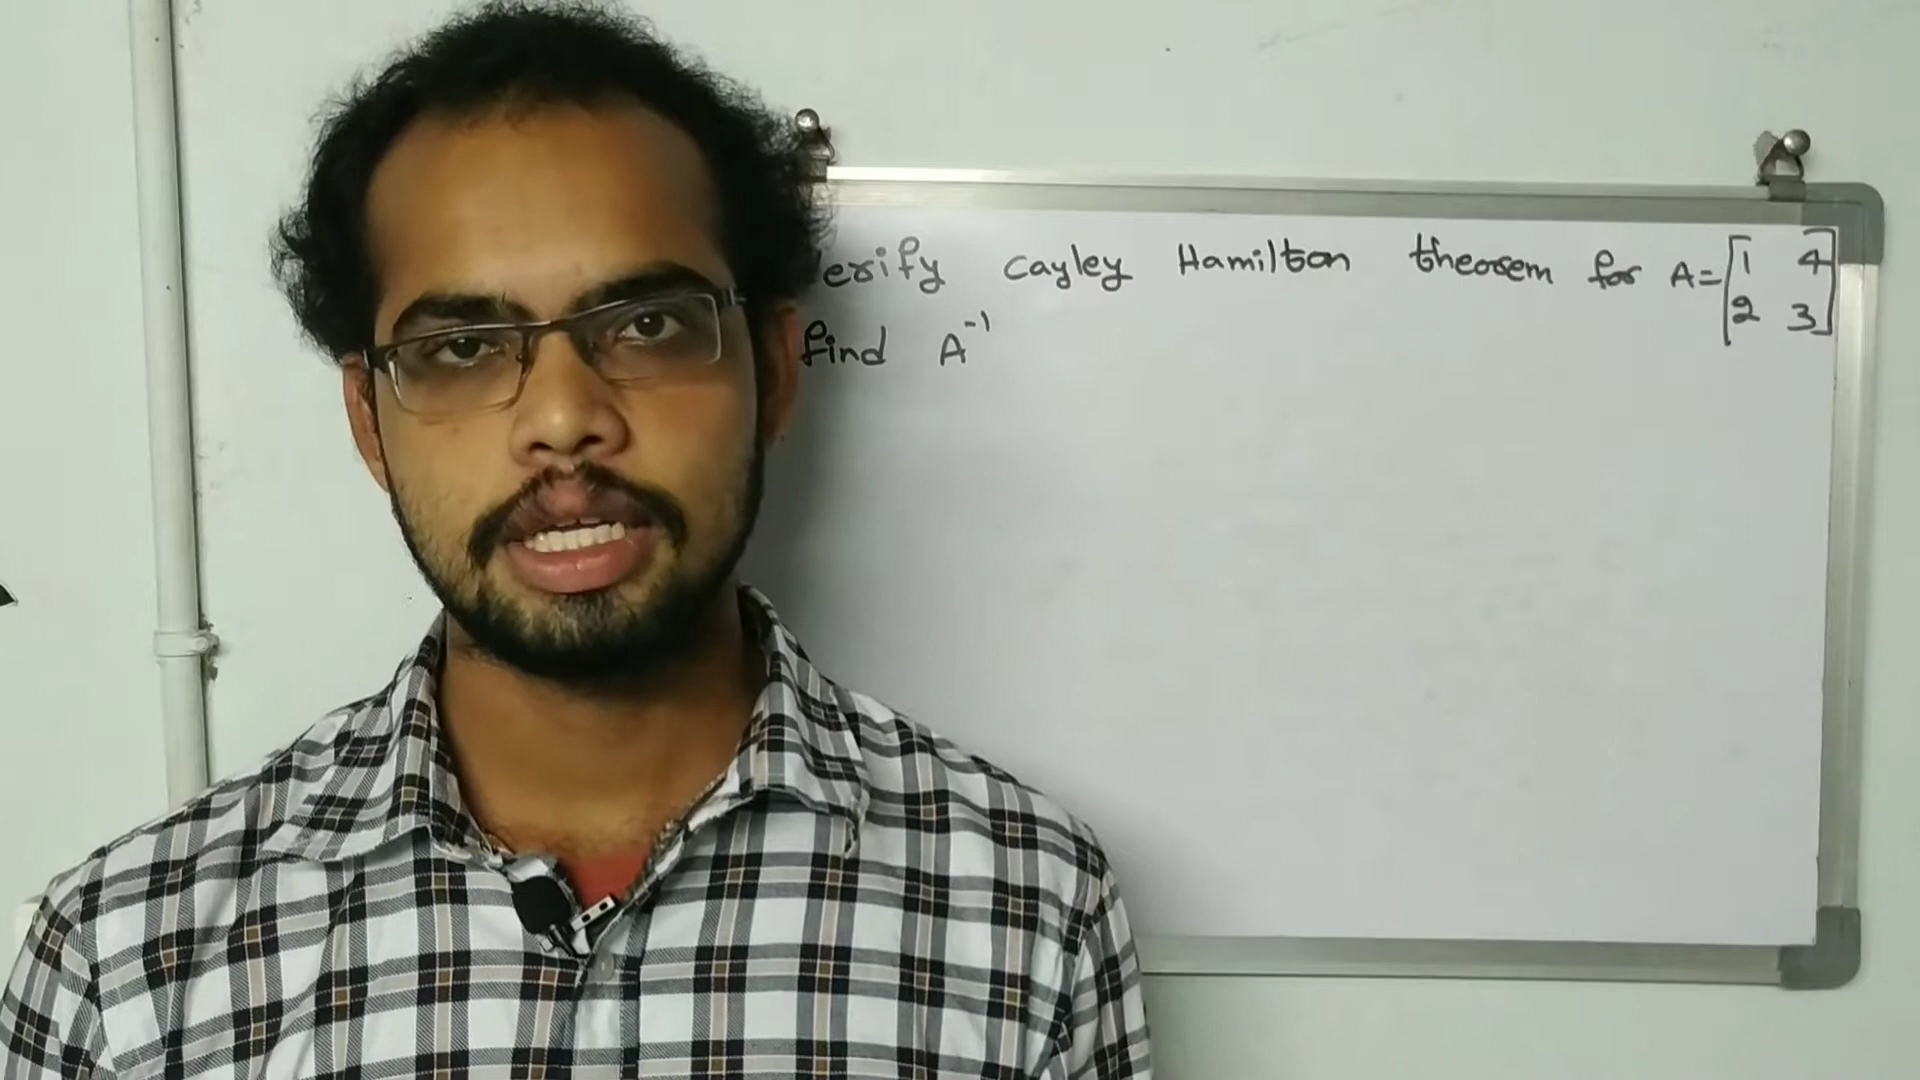 erify Cayley Hamilton theorem for A=[1 4
2 3]
find A⁻¹